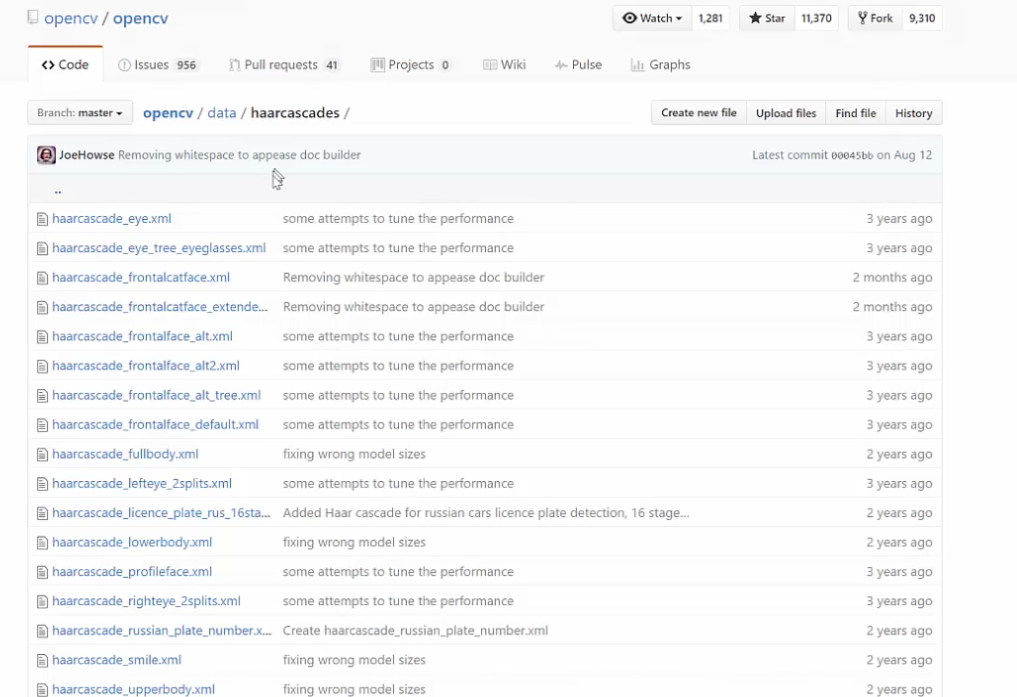 opencv / opencv
Watch 1,281 Star 11,370 Fork 9,310
Code Issues 956 Pull requests 41 Projects 0 Wiki Pulse Graphs
Branch: master opencv / data / haarcascades / Create new file Upload files Find file History
JoeHowse Removing whitespace to appease doc builder Latest commit 00045bb on Aug 12
..
haarcascade_eye.xml some attempts to tune the performance 3 years ago
haarcascade_eye_tree_eyeglasses.xml some attempts to tune the performance 3 years ago
haarcascade_frontalcatface.xml Removing whitespace to appease doc builder 2 months ago
haarcascade_frontalcatface_extende... Removing whitespace to appease doc builder 2 months ago
haarcascade_frontalface_alt.xml some attempts to tune the performance 3 years ago
haarcascade_frontalface_alt2.xml some attempts to tune the performance 3 years ago
haarcascade_frontalface_alt_tree.xml some attempts to tune the performance 3 years ago
haarcascade_frontalface_default.xml some attempts to tune the performance 3 years ago
haarcascade_fullbody.xml fixing wrong model sizes 2 years ago
haarcascade_lefteye_2splits.xml some attempts to tune the performance 3 years ago
haarcascade_licence_plate_rus_16sta... Added Haar cascade for russian cars licence plate detection, 16 stage... 2 years ago
haarcascade_lowerbody.xml fixing wrong model sizes 2 years ago
haarcascade_profileface.xml some attempts to tune the performance 3 years ago
haarcascade_righteye_2splits.xml some attempts to tune the performance 3 years ago
haarcascade_russian_plate_number.x... Create haarcascade_russian_plate_number.xml 2 years ago
haarcascade_smile.xml fixing wrong model sizes 2 years ago
haarcascade_upperbody.xml fixing wrong model sizes 2 years ago